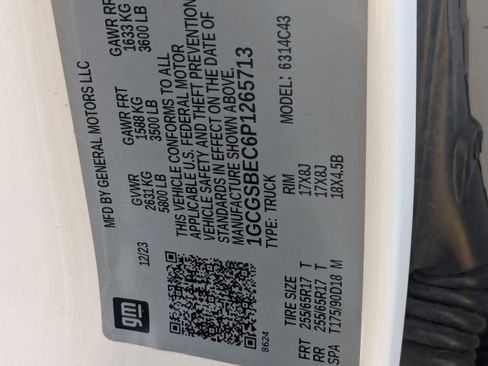 MFD BY GENERAL MOTORS LLC
12/23
GVWR
2631 KG
5800 LB
GAWR FRT
1588 KG
3500 LB
GAWR RR
1633 KG
3600 LB
THIS VEHICLE CONFORMS TO ALL
APPLICABLE U.S. FEDERAL MOTOR
VEHICLE SAFETY AND THEFT PREVENTION
STANDARDS IN EFFECT ON THE DATE OF
MANUFACTURE SHOWN ABOVE.
1GCGSBEC6P1265713
TYPE: TRUCK
MODEL: 6314C43
gm
8624
TIRE SIZE RIM
FRT 255/65R17 T 17X8J
RR 255/65R17 T 17X8J
SPA T175/90D18 M 18X4.5B